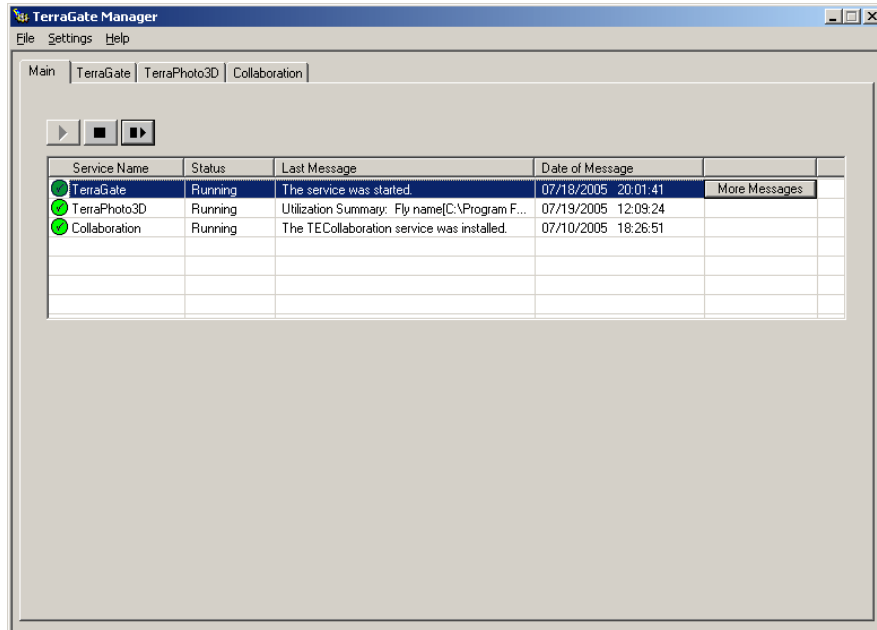 TerraGate Manager
File Settings Help
Main TerraGate TerraPhoto3D Collaboration
Service Name Status Last Message Date of Message
TerraGate Running The service was started. 07/18/2005 20:01:41 More Messages
TerraPhoto3D Running Utilization Summary: Fly name[C:\Program F... 07/19/2005 12:09:24
Collaboration Running The TECollaboration service was installed. 07/10/2005 18:26:51